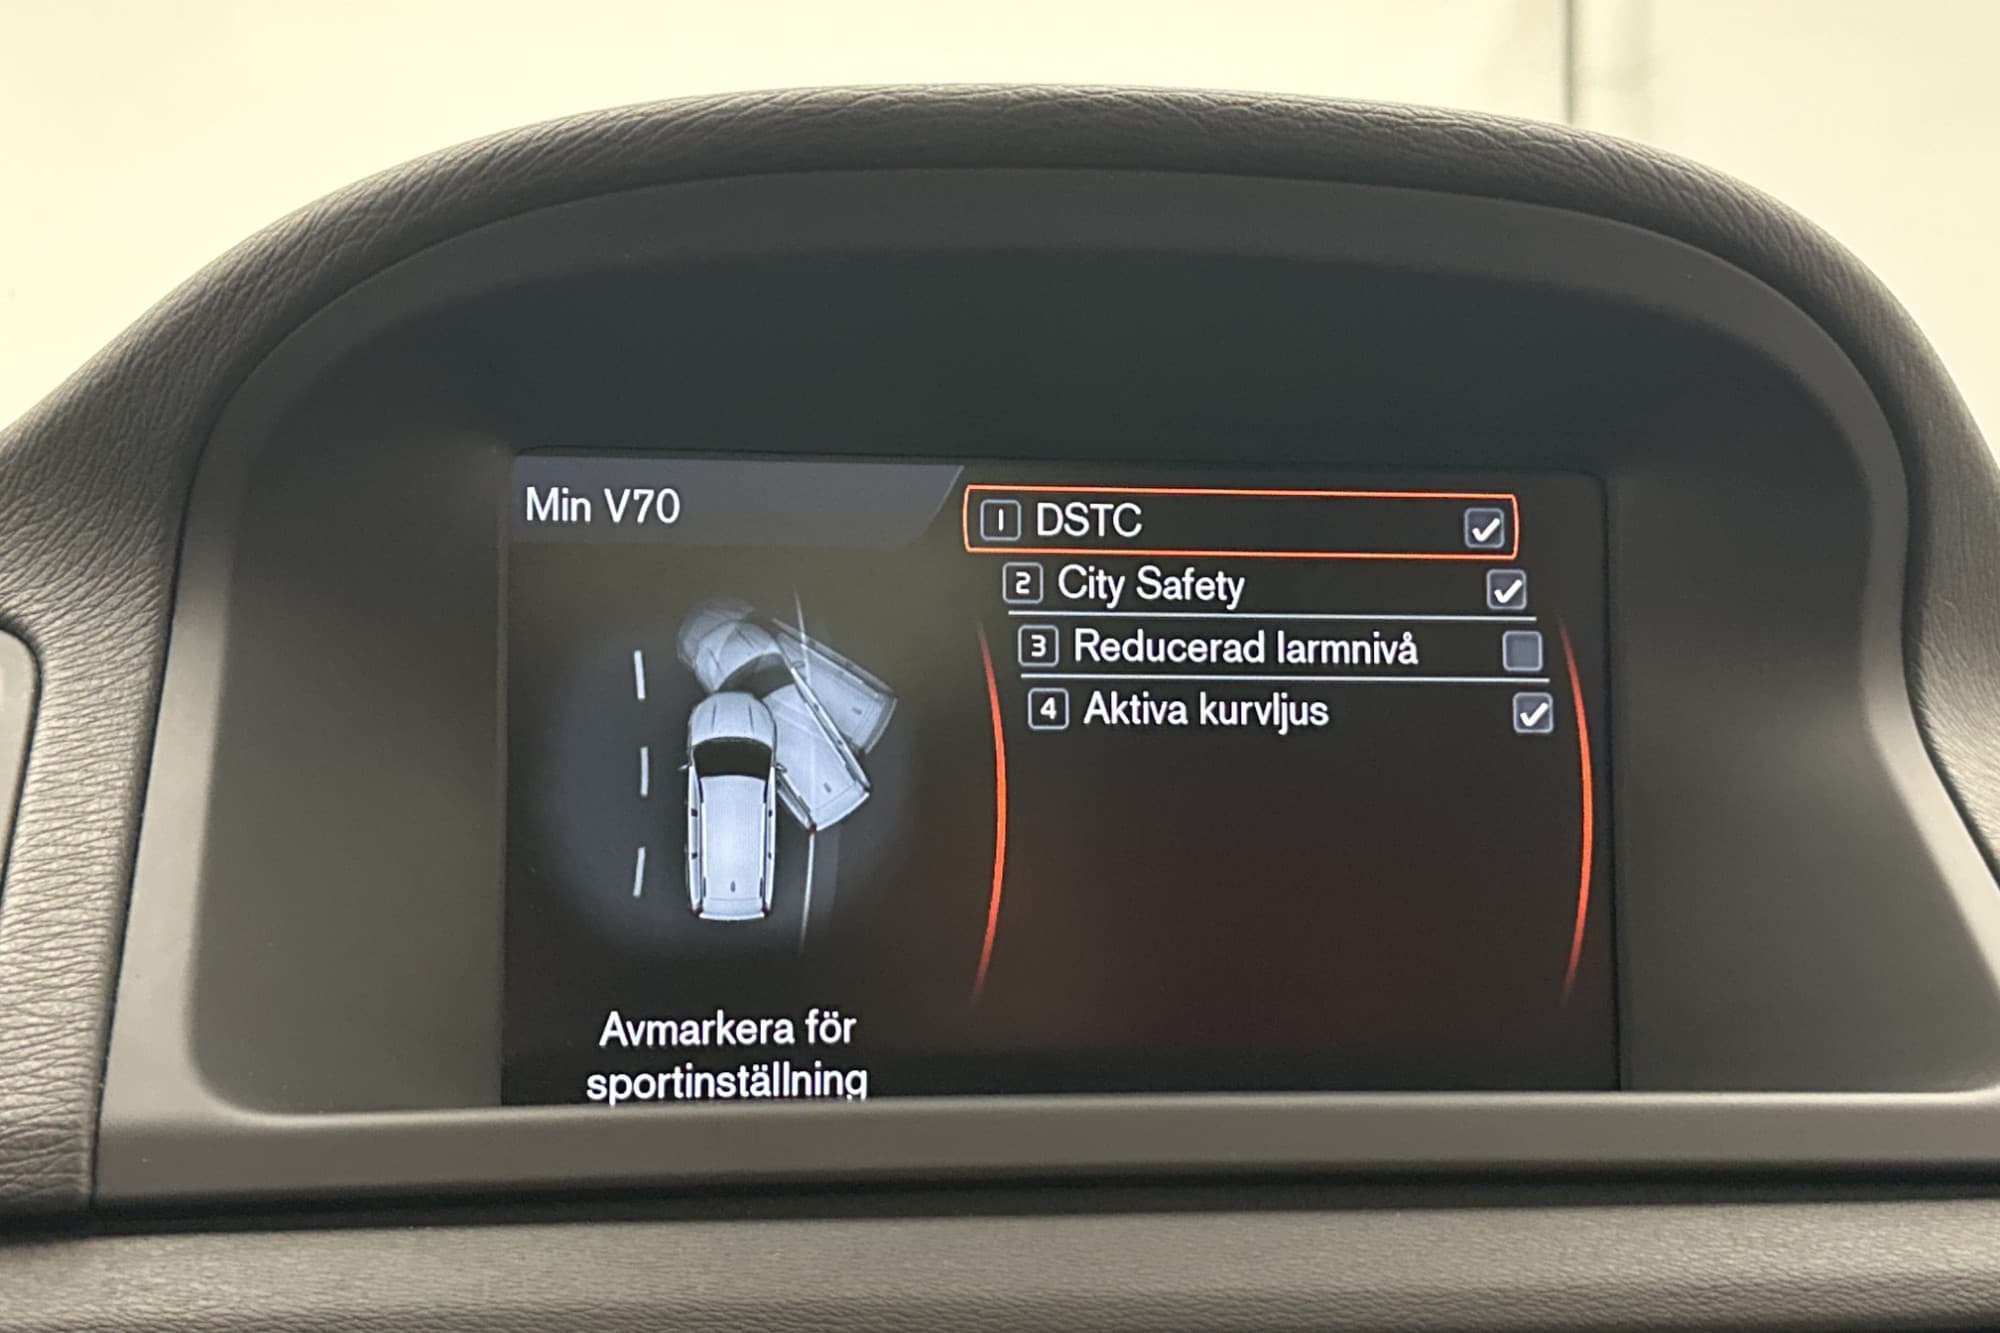 Min V70
1 DSTC
2 City Safety
3 Reducerad larmnivå
4 Aktiva kurvljus
Avmarkera för
sportinställning